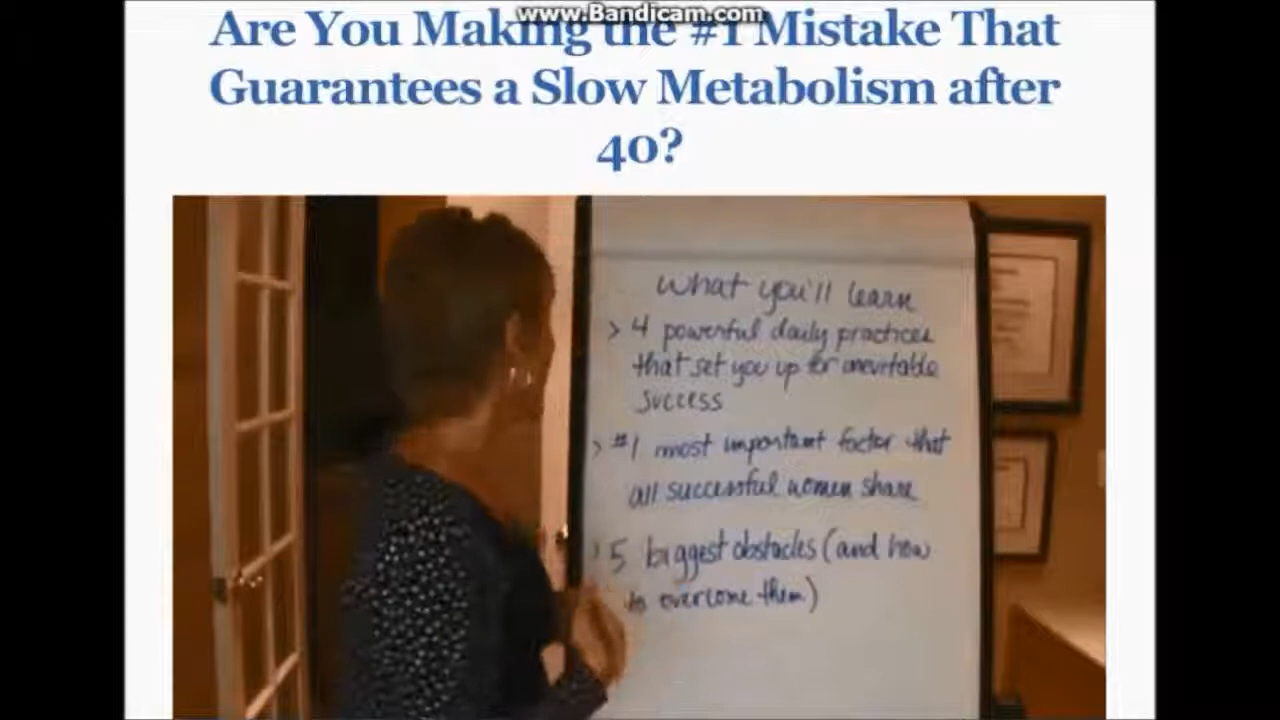 www.Bandicam.com
Are You Making the #1 Mistake That
Guarantees a Slow Metabolism after
40?
What you'll learn
> 4 powerful daily practices
that set you up for inevitable
success
> #1 most important factor that
all successful women share
> 5 biggest obstacles (and how
to overcome them)